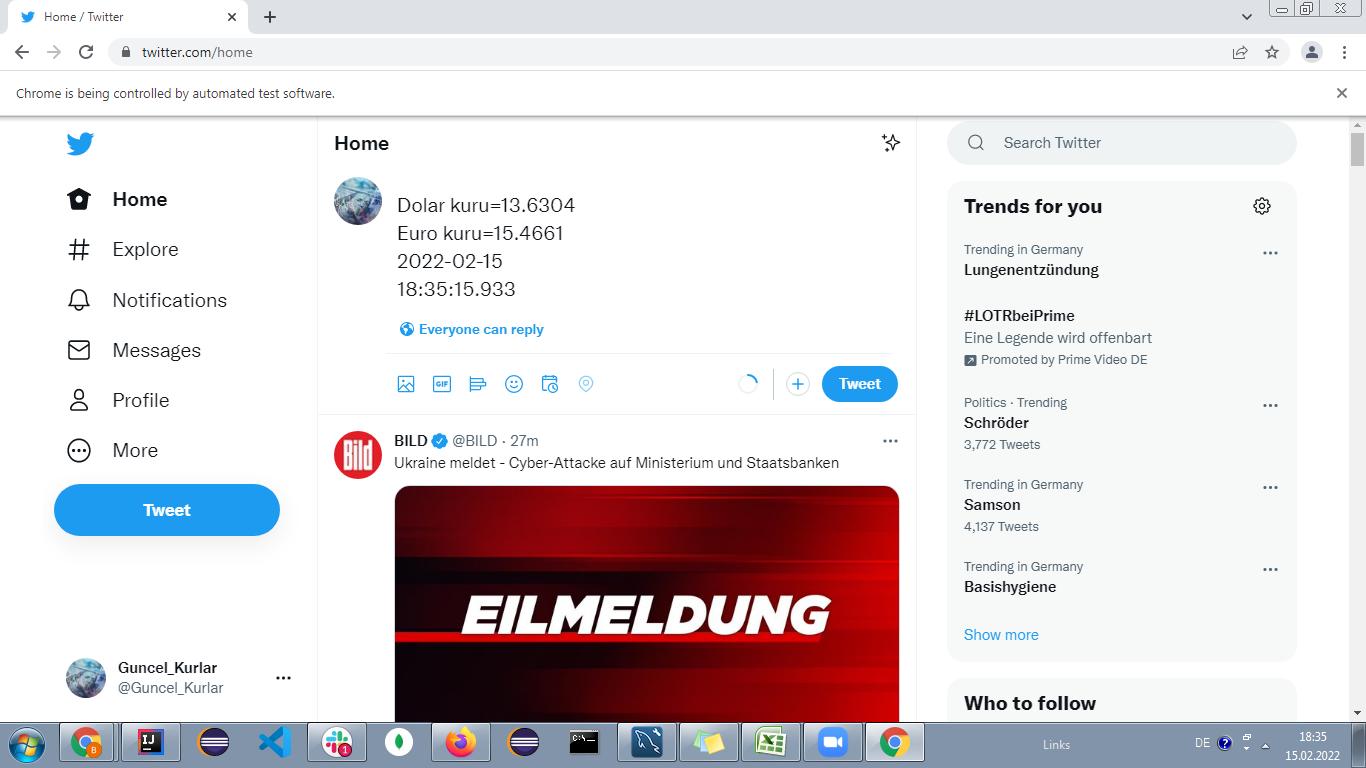 Home / Twitter
twitter.com/home
Chrome is being controlled by automated test software.
Home
Explore
Notifications
Messages
Profile
More
Tweet
Guncel_Kurlar
@Guncel_Kurlar
Home
Dolar kuru=13.6304
Euro kuru=15.4661
2022-02-15
18:35:15.933
Everyone can reply
GIF
Tweet
Bild
BILD @BILD · 27m
Ukraine meldet - Cyber-Attacke auf Ministerium und Staatsbanken
EILMELDUNG
Search Twitter
Trends for you
Trending in Germany
Lungenentzündung
#LOTRbeiPrime
Eine Legende wird offenbart
Promoted by Prime Video DE
Politics · Trending
Schröder
3,772 Tweets
Trending in Germany
Samson
4,137 Tweets
Trending in Germany
Basishygiene
Show more
Who to follow
B
IJ
1
C:\
Links
DE
?
18:35
15.02.2022